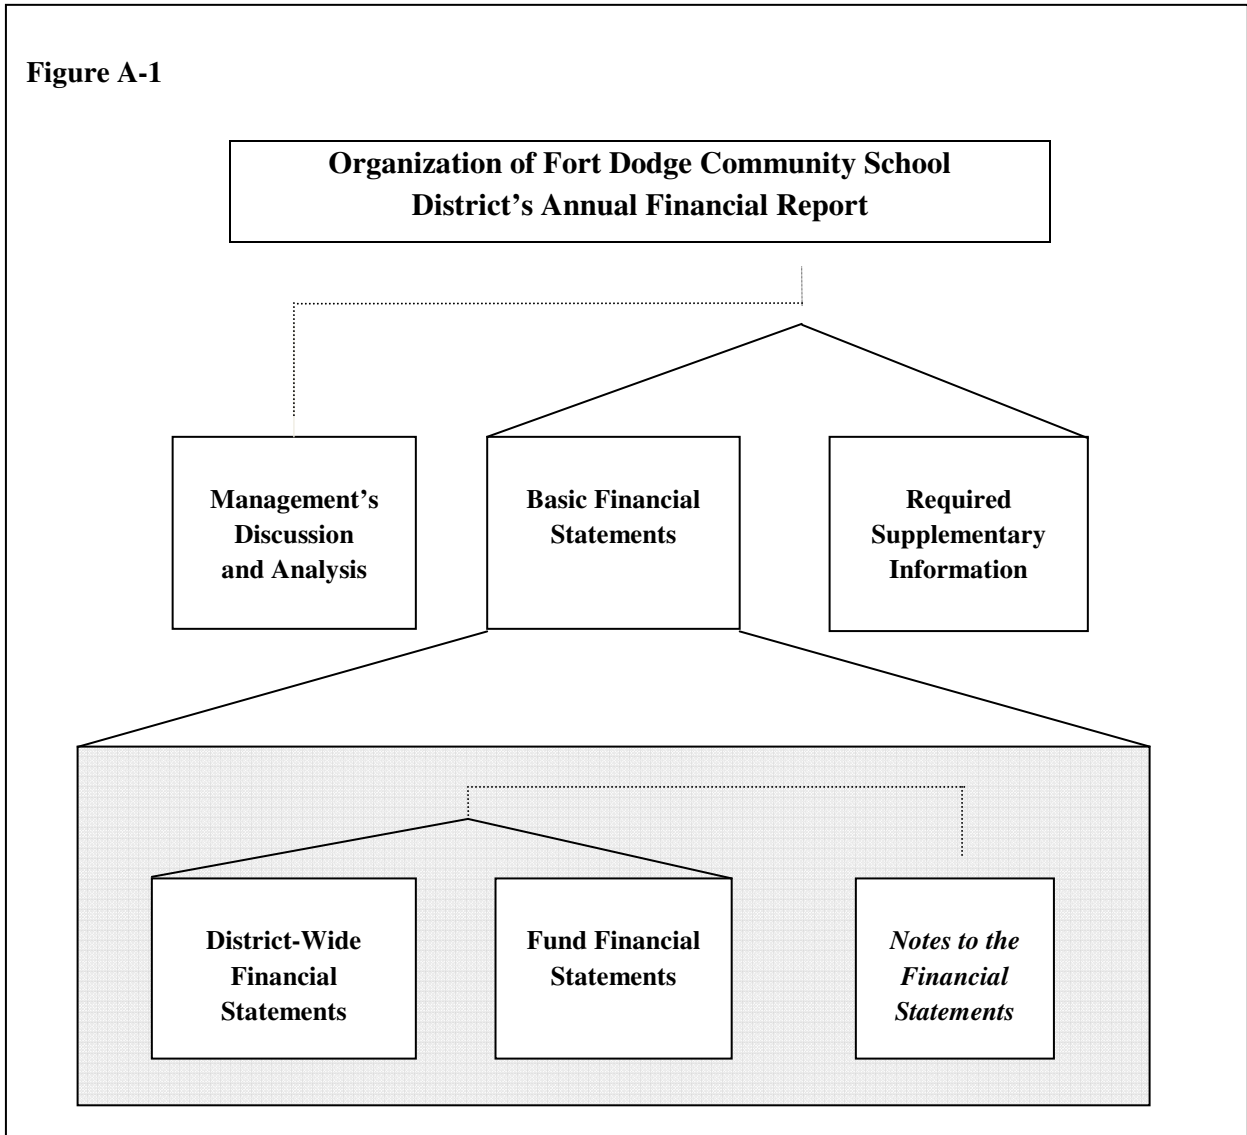 Figure A-1
Organization of Fort Dodge Community School
District’s Annual Financial Report
Management’s
Discussion
and Analysis
Basic Financial
Statements
Required
Supplementary
Information
District-Wide
Financial
Statements
Fund Financial
Statements
Notes to the
Financial
Statements